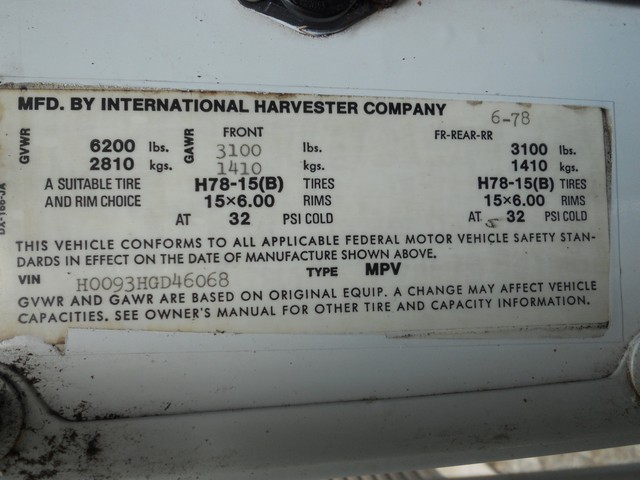 MFD. BY INTERNATIONAL HARVESTER COMPANY 6-78
GVWR GAWR FRONT FR-REAR-RR
6200 lbs. 3100 lbs. 3100 lbs.
2810 kgs. 1410 kgs. 1410 kgs.
A SUITABLE TIRE H78-15(B) TIRES H78-15(B) TIRES
AND RIM CHOICE 15×6.00 RIMS 15×6.00 RIMS
AT 32 PSI COLD AT 32 PSI COLD
THIS VEHICLE CONFORMS TO ALL APPLICABLE FEDERAL MOTOR VEHICLE SAFETY STAN-
DARDS IN EFFECT ON THE DATE OF MANUFACTURE SHOWN ABOVE.
VIN H0093HGD46068 TYPE MPV
GVWR AND GAWR ARE BASED ON ORIGINAL EQUIP. A CHANGE MAY AFFECT VEHICLE
CAPACITIES. SEE OWNER'S MANUAL FOR OTHER TIRE AND CAPACITY INFORMATION.